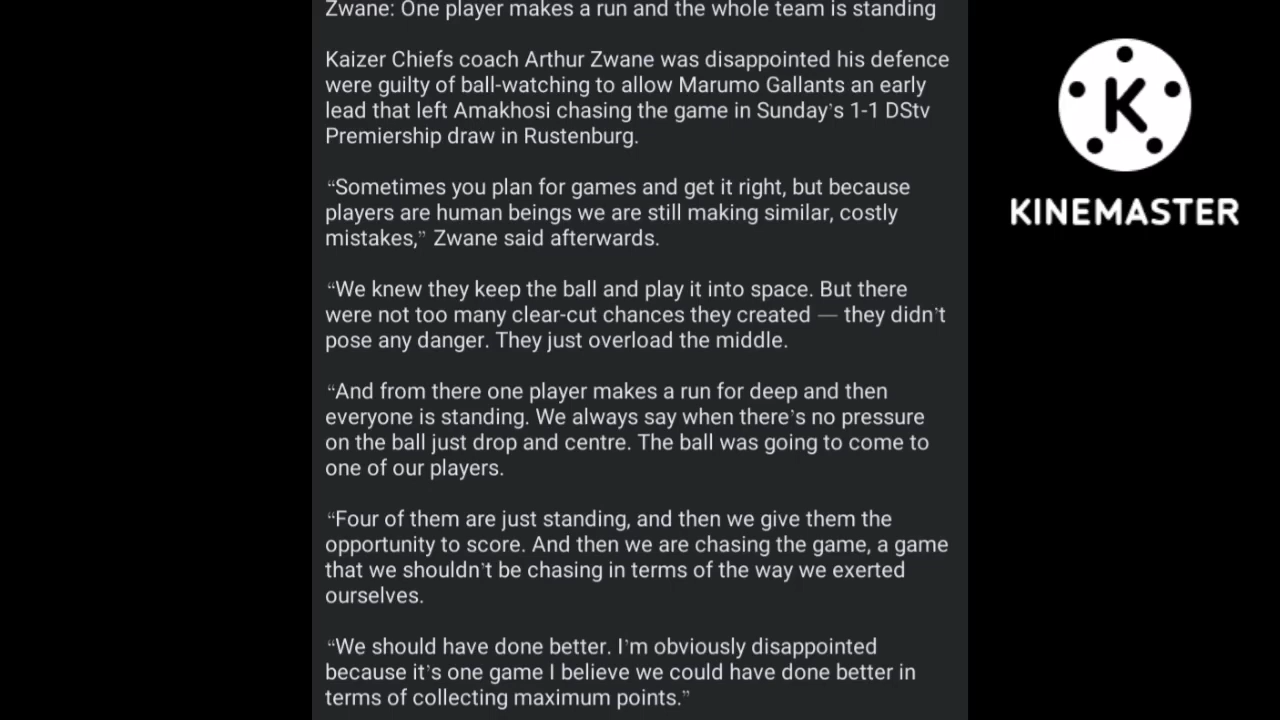 Zwane: One player makes a run and the whole team is standing
Kaizer Chiefs coach Arthur Zwane was disappointed his defence
were guilty of ball-watching to allow Marumo Gallants an early
lead that left Amakhosi chasing the game in Sunday’s 1-1 DStv
Premiership draw in Rustenburg.
“Sometimes you plan for games and get it right, but because
players are human beings we are still making similar, costly
mistakes,” Zwane said afterwards.
“We knew they keep the ball and play it into space. But there
were not too many clear-cut chances they created — they didn’t
pose any danger. They just overload the middle.
“And from there one player makes a run for deep and then
everyone is standing. We always say when there’s no pressure
on the ball just drop and centre. The ball was going to come to
one of our players.
“Four of them are just standing, and then we give them the
opportunity to score. And then we are chasing the game, a game
that we shouldn’t be chasing in terms of the way we exerted
ourselves.
“We should have done better. I’m obviously disappointed
because it’s one game I believe we could have done better in
terms of collecting maximum points.”
K
KINEMASTER